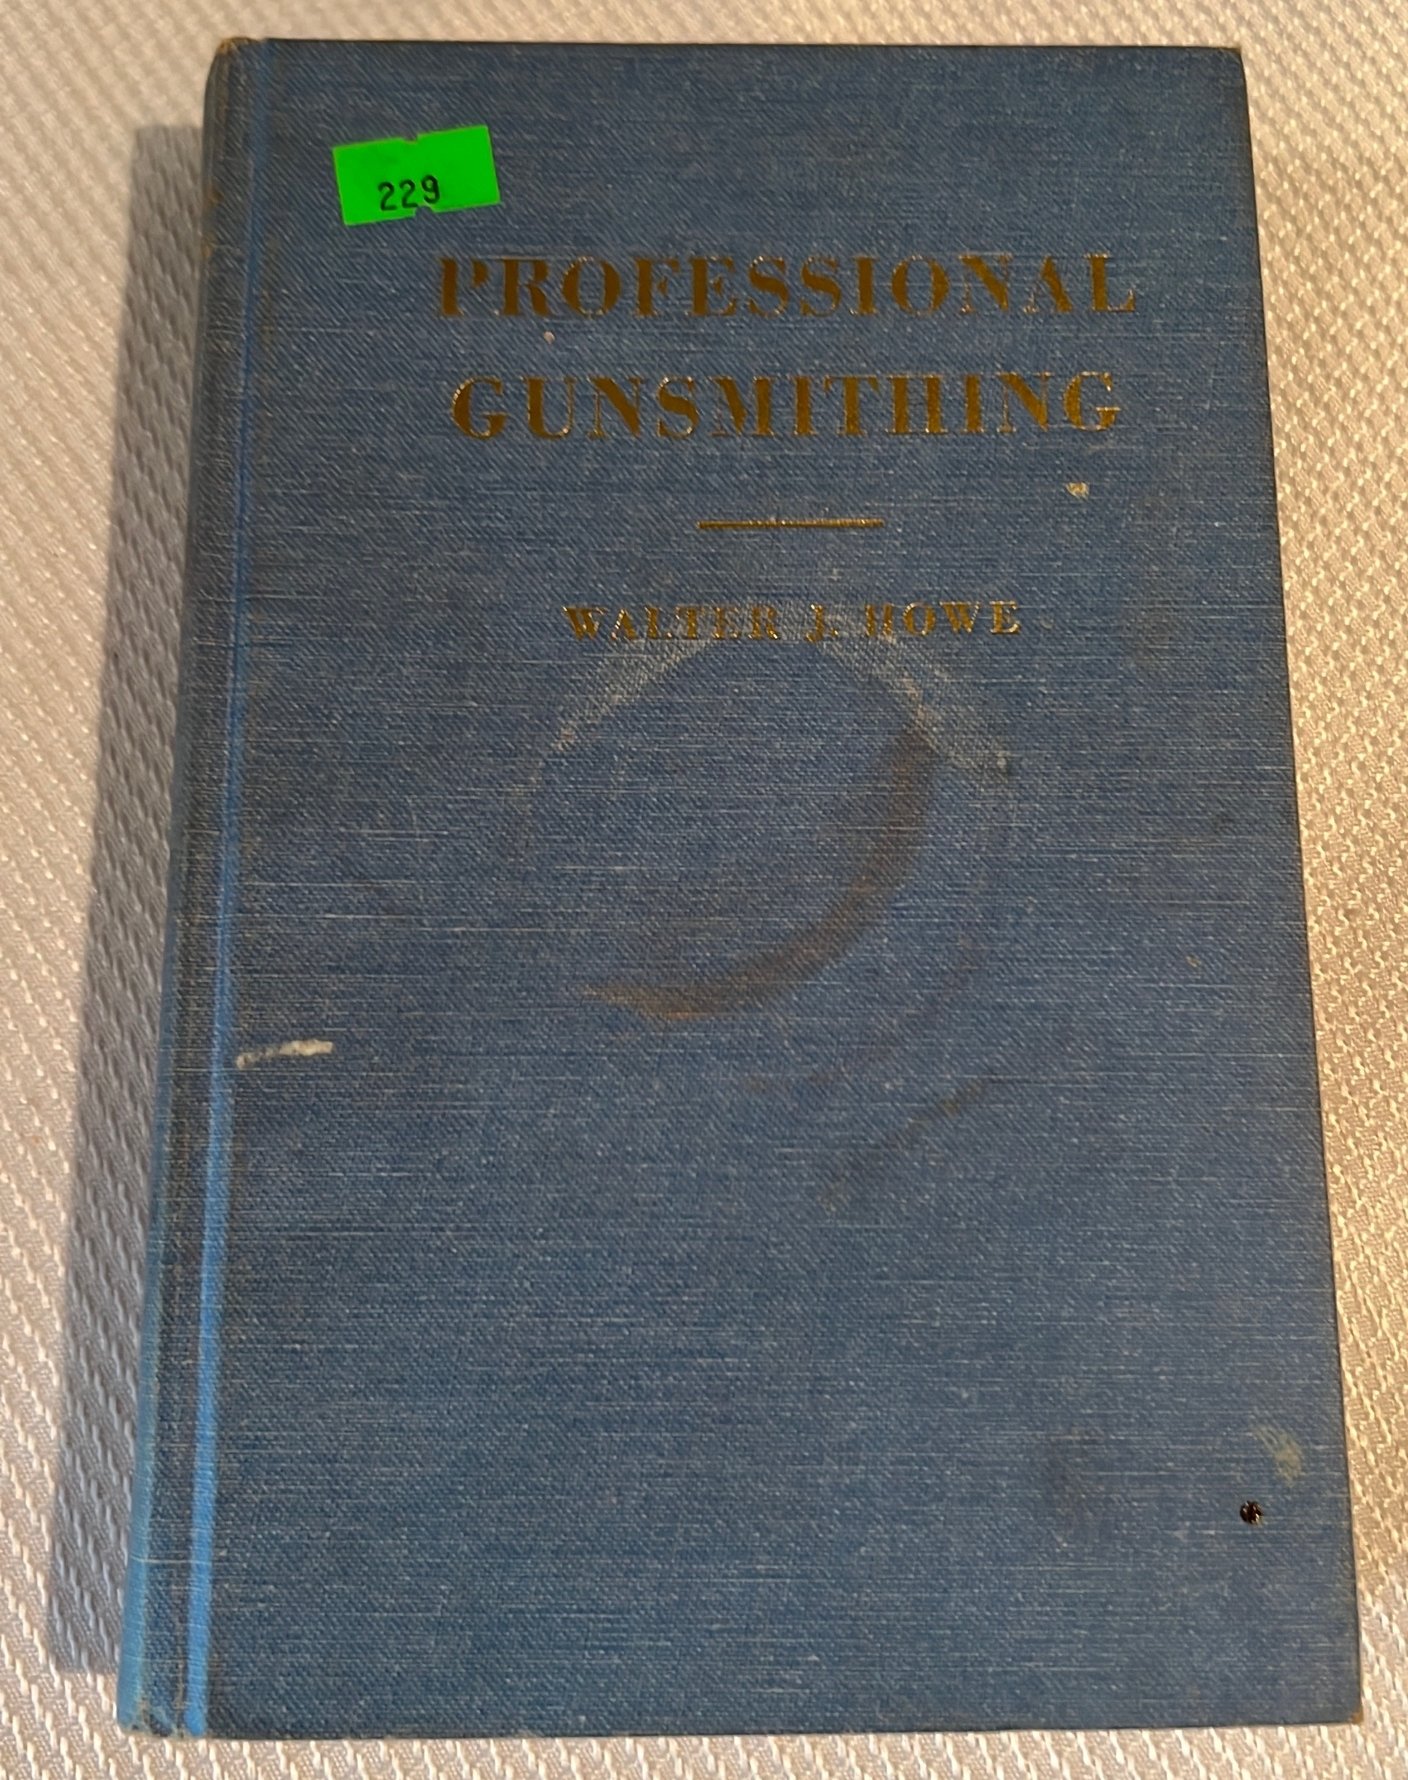 229
PROFESSIONAL
GUNSMITHING
WALTER J. HOWE